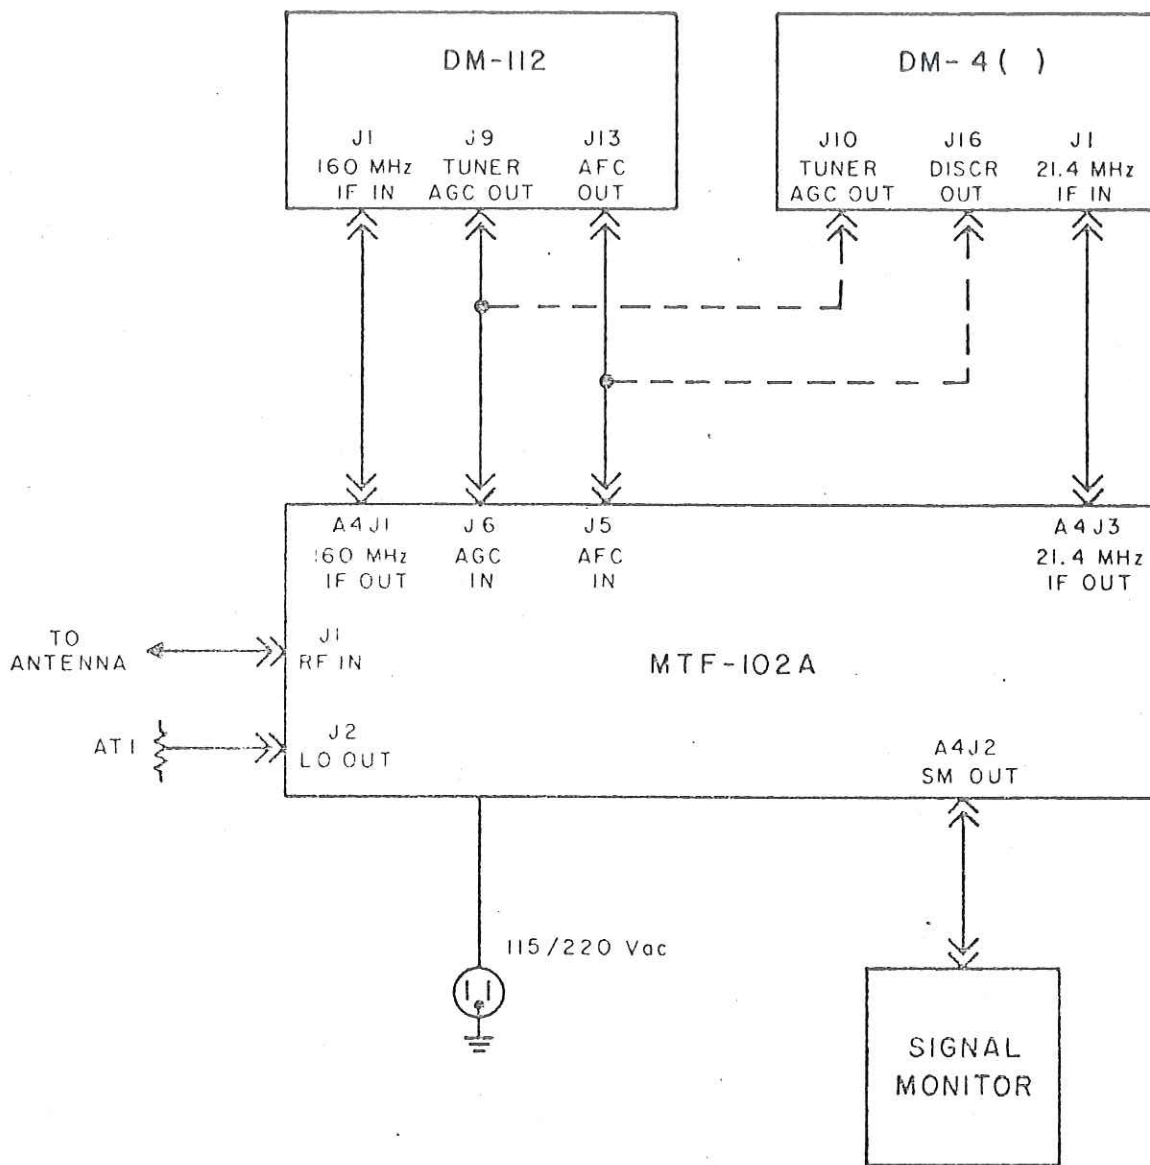 DM-112
J1
160 MHz
IF IN
J9
TUNER
AGC OUT
J13
AFC
OUT
DM-4( )
J10
TUNER
AGC OUT
J16
DISCR
OUT
J1
21.4 MHz
IF IN
A4J1
160 MHz
IF OUT
J6
AGC
IN
J5
AFC
IN
A4J3
21.4 MHz
IF OUT
TO
ANTENNA
J1
RF IN
MTF-102A
AT1
J2
LO OUT
A4J2
SM OUT
115/220 Vac
SIGNAL
MONITOR